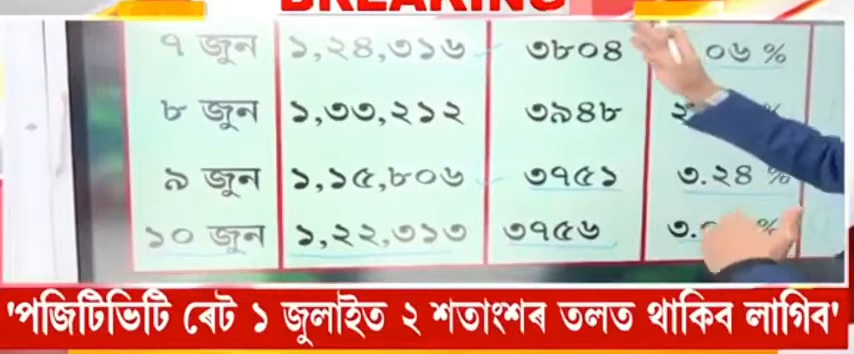 BREAKING
৭ জুন ১,২৪,৩১৬ ৩৮০৪ .০৬ %
৮ জুন ১,৩৩,২১২ ৩৯৪৮
৯ জুন ১,১৫,৮০৬ ৩৭৫১ ৩.২৪ %
১০ জুন ১,২২,৩১৩ ৩৭৫৬ %
'পজিটিভিটি ৰেট ১ জুলাইত ২ শতাংশৰ তলত থাকিব লাগিব'